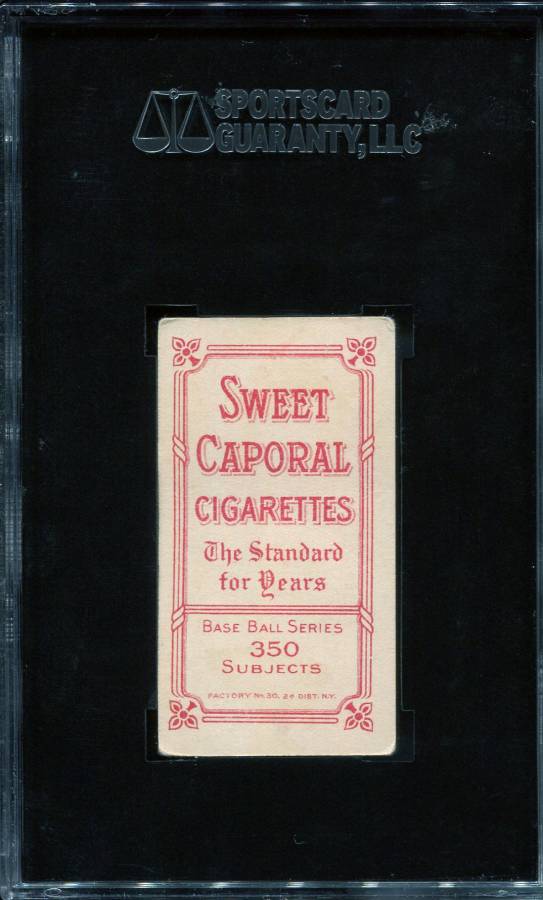 SPORTSCARD
GUARANTY, LLC
SWEET
CAPORAL
CIGARETTES
The Standard
for Years
BASE BALL SERIES
350
SUBJECTS
FACTORY No. 30, 2d DIST. N.Y.